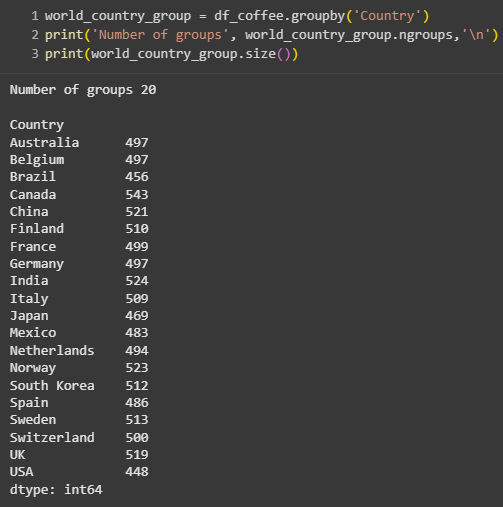 1 world_country_group = df_coffee.groupby('Country')
2 print('Number of groups', world_country_group.ngroups,'\n')
3 print(world_country_group.size())
Number of groups 20
Country
Australia 497
Belgium 497
Brazil 456
Canada 543
China 521
Finland 510
France 499
Germany 497
India 524
Italy 509
Japan 469
Mexico 483
Netherlands 494
Norway 523
South Korea 512
Spain 486
Sweden 513
Switzerland 500
UK 519
USA 448
dtype: int64